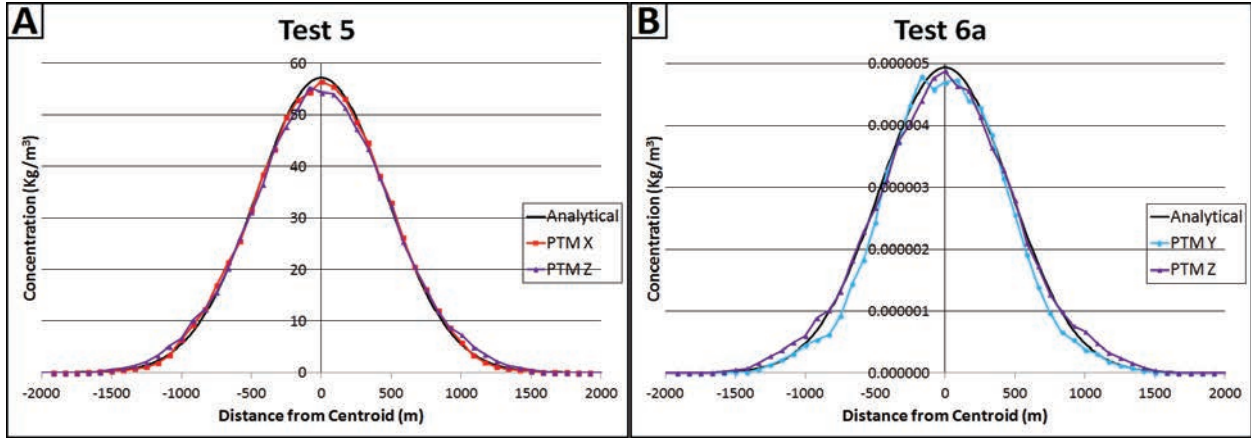 A
Test 5
Concentration (Kg/m³)
60
50
40
30
20
10
0
-2000 -1500 -1000 -500 0 500 1000 1500 2000
Distance from Centroid (m)
Analytical
PTM X
PTM Z
B
Test 6a
Concentration (Kg/m³)
0.000005
0.000004
0.000003
0.000002
0.000001
0.000000
-2000 -1500 -1000 -500 0 500 1000 1500 2000
Distance from Centroid (m)
Analytical
PTM Y
PTM Z